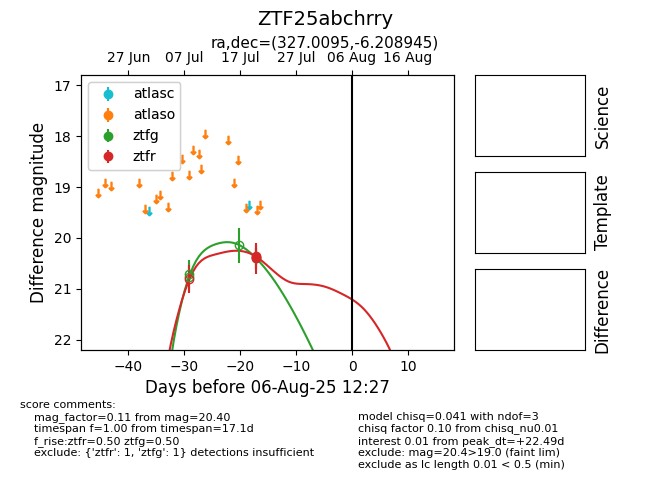 ZTF25abchrry
ra,dec=(327.0095,-6.208945)
27 Jun 07 Jul 17 Jul 27 Jul 06 Aug 16 Aug
17
18
19
20
21
22
Difference magnitude
atlasc
atlaso
ztfg
ztfr
−40 −30 −20 −10 0 10
Days before 06-Aug-25 12:27
Science
Template
Difference
score comments:
mag_factor=0.11 from mag=20.40
timespan f=1.00 from timespan=17.1d
f_rise:ztfr=0.50 ztfg=0.50
exclude: {'ztfr': 1, 'ztfg': 1} detections insufficient
model chisq=0.041 with ndof=3
chisq factor 0.10 from chisq_nu0.01
interest 0.01 from peak_dt=+22.49d
exclude: mag=20.4>19.0 (faint lim)
exclude as lc length 0.01 < 0.5 (min)